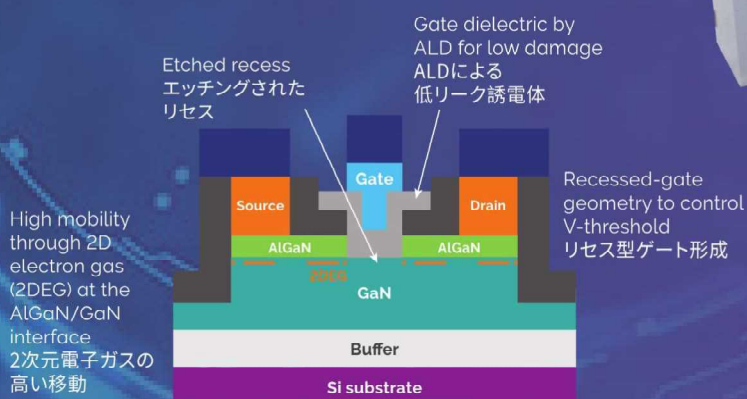 Gate dielectric by
ALD for low damage
ALDによる
低リーク誘電体
Etched recess
エッチングされた
リセス
Gate
Source
Drain
AlGaN
AlGaN
2DEG
GaN
Buffer
Si substrate
High mobility
through 2D
electron gas
(2DEG) at the
AlGaN/GaN
interface
2次元電子ガスの
高い移動
Recessed-gate
geometry to control
V-threshold
リセス型ゲート形成